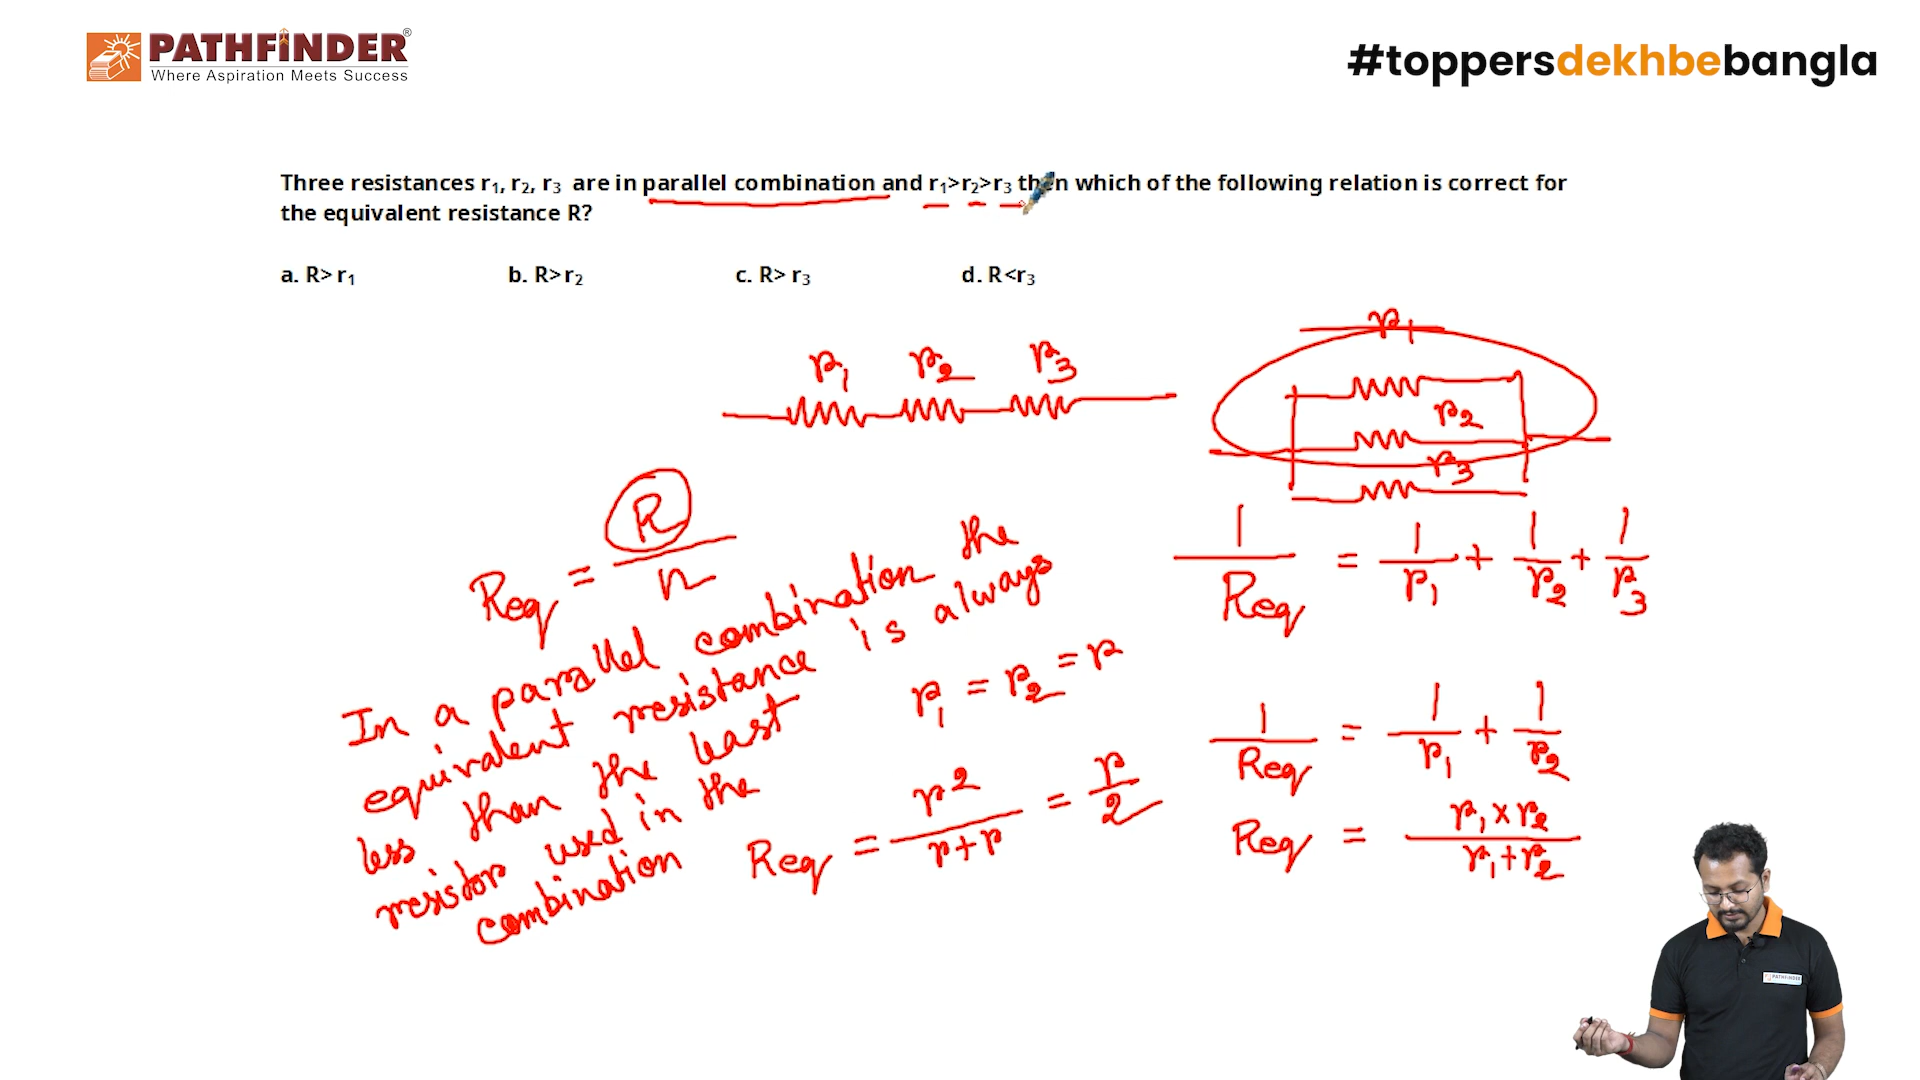 PATHFINDER®
Where Aspiration Meets Success
#toppersdekhbebangla
Three resistances r₁, r₂, r₃ are in parallel combination and r₁>r₂>r₃ then which of the following relation is correct for
the equivalent resistance R?
a. R> r₁ b. R>r₂ c. R> r₃ d. R<r₃
r₁ r₂ r₃
r₁
r₂
r₃
Req = R/n
1/Req = 1/r₁ + 1/r₂ + 1/r₃
In a parallel combination the
equivalent resistance is always
less than the least
resistor used in the
combination
r₁ = r₂ = r
Req = r²/r+r = r/2
1/Req = 1/r₁ + 1/r₂
Req = r₁ x r₂/r₁+r₂
PATHFINDER